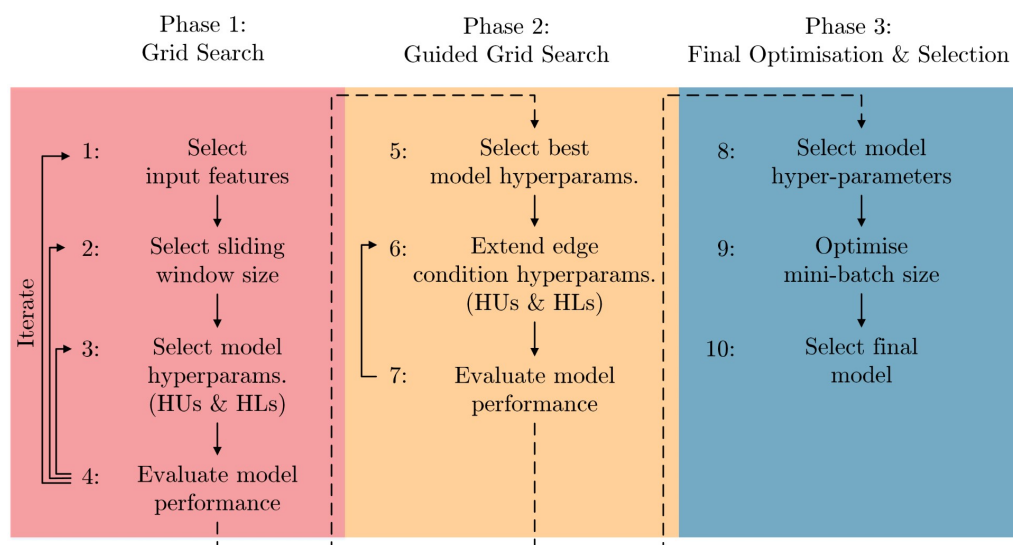 Phase 1:
Grid Search
Phase 2:
Guided Grid Search
Phase 3:
Final Optimisation & Selection
Iterate
1: Select
input features
2: Select sliding
window size
3: Select model
hyperparams.
(HUs & HLs)
4: Evaluate model
performance
5: Select best
model hyperparams.
6: Extend edge
condition hyperparams.
(HUs & HLs)
7: Evaluate model
performance
8: Select model
hyper-parameters
9: Optimise
mini-batch size
10: Select final
model